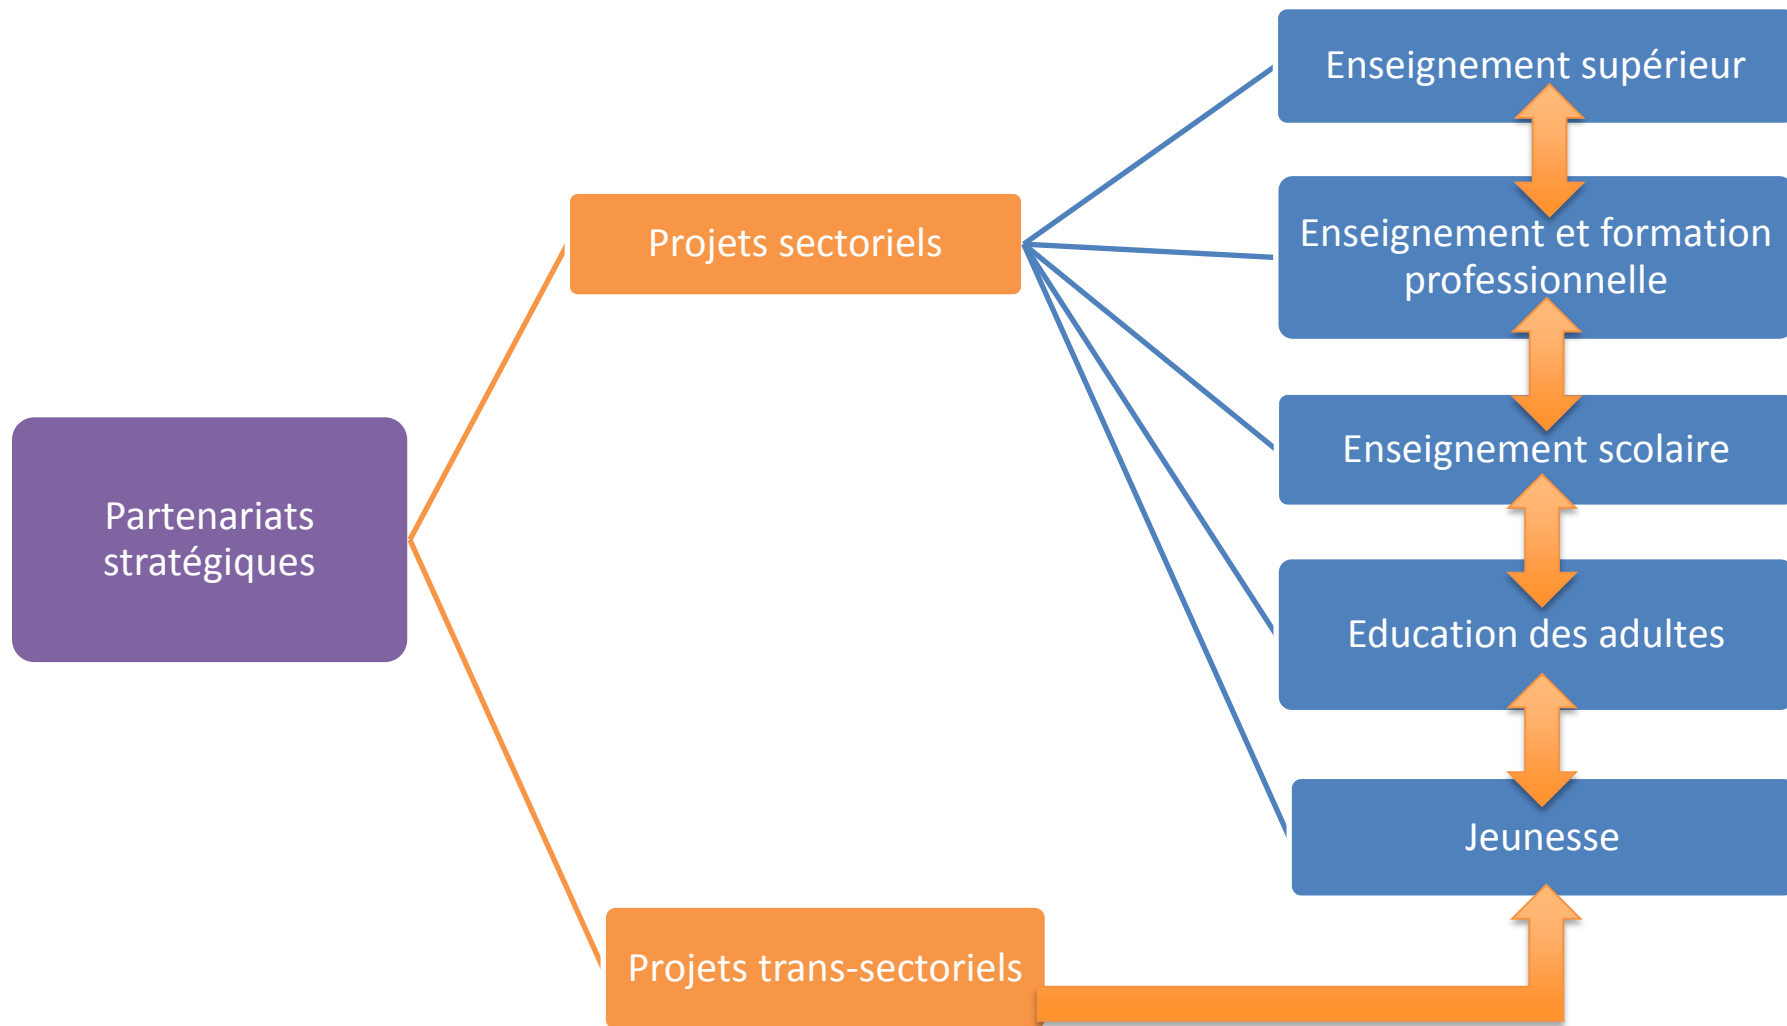 Enseignement supérieur
Projets sectoriels
Enseignement et formation
professionnelle
Enseignement scolaire
Partenariats
stratégiques
Education des adultes
Jeunesse
Projets trans-sectoriels